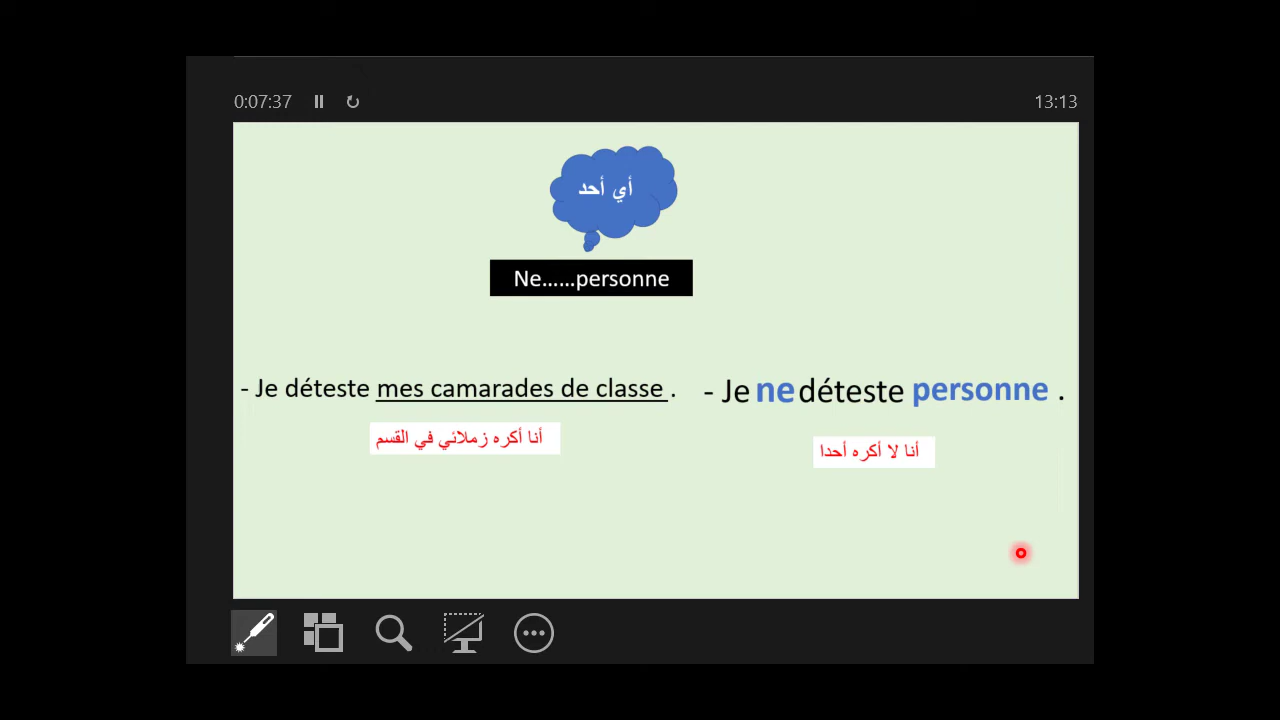 0:07:37
13:13
أي أحد
Ne......personne
- Je déteste mes camarades de classe .
- Je ne déteste personne .
أنا أكره زملائي في القسم
أنا لا أكره أحدا